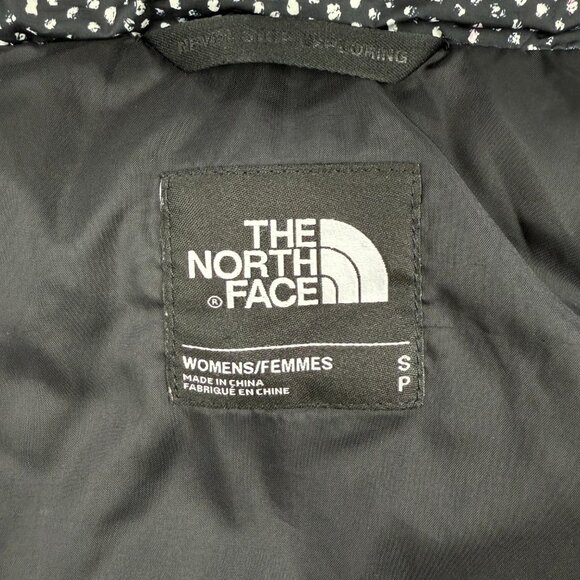 NEVER STOP EXPLORING
THE
NORTH
® FACE
WOMENS/FEMMES S
MADE IN CHINA P
FABRIQUÉ EN CHINE